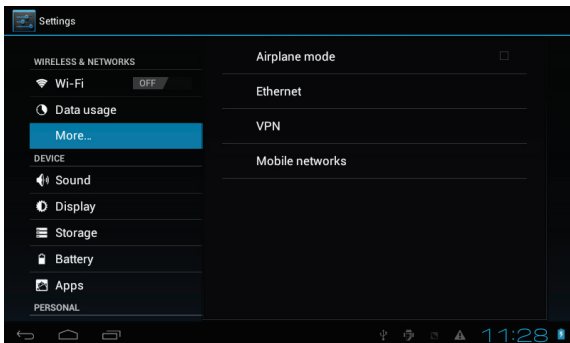 Settings
WIRELESS & NETWORKS
Wi-Fi OFF
Data usage
More...
DEVICE
Sound
Display
Storage
Battery
Apps
PERSONAL
Airplane mode
Ethernet
VPN
Mobile networks
11:28